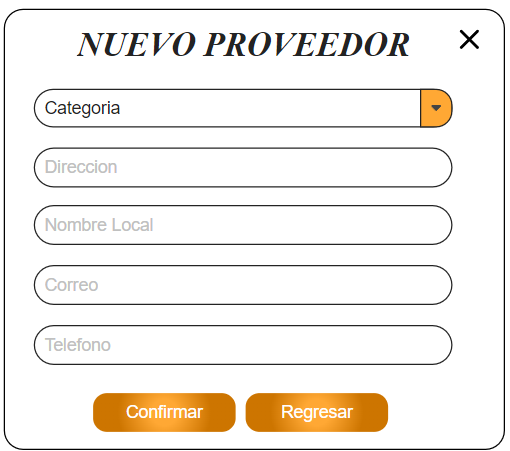 NUEVO PROVEEDOR
Categoria
Direccion
Nombre Local
Correo
Telefono
Confirmar Regresar